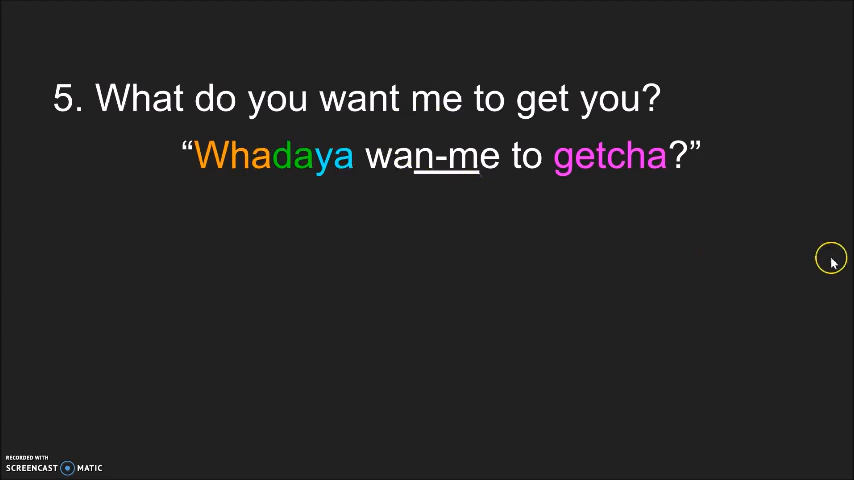 5. What do you want me to get you?
“Whadaya wan-me to getcha?”
RECORDED WITH
SCREENCAST MATIC